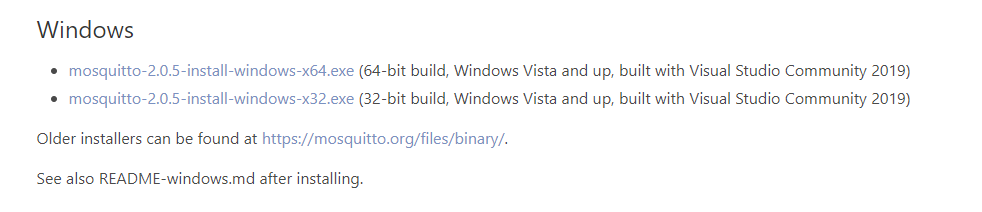 Windows
• mosquitto-2.0.5-install-windows-x64.exe (64-bit build, Windows Vista and up, built with Visual Studio Community 2019)
• mosquitto-2.0.5-install-windows-x32.exe (32-bit build, Windows Vista and up, built with Visual Studio Community 2019)
Older installers can be found at https://mosquitto.org/files/binary/.
See also README-windows.md after installing.